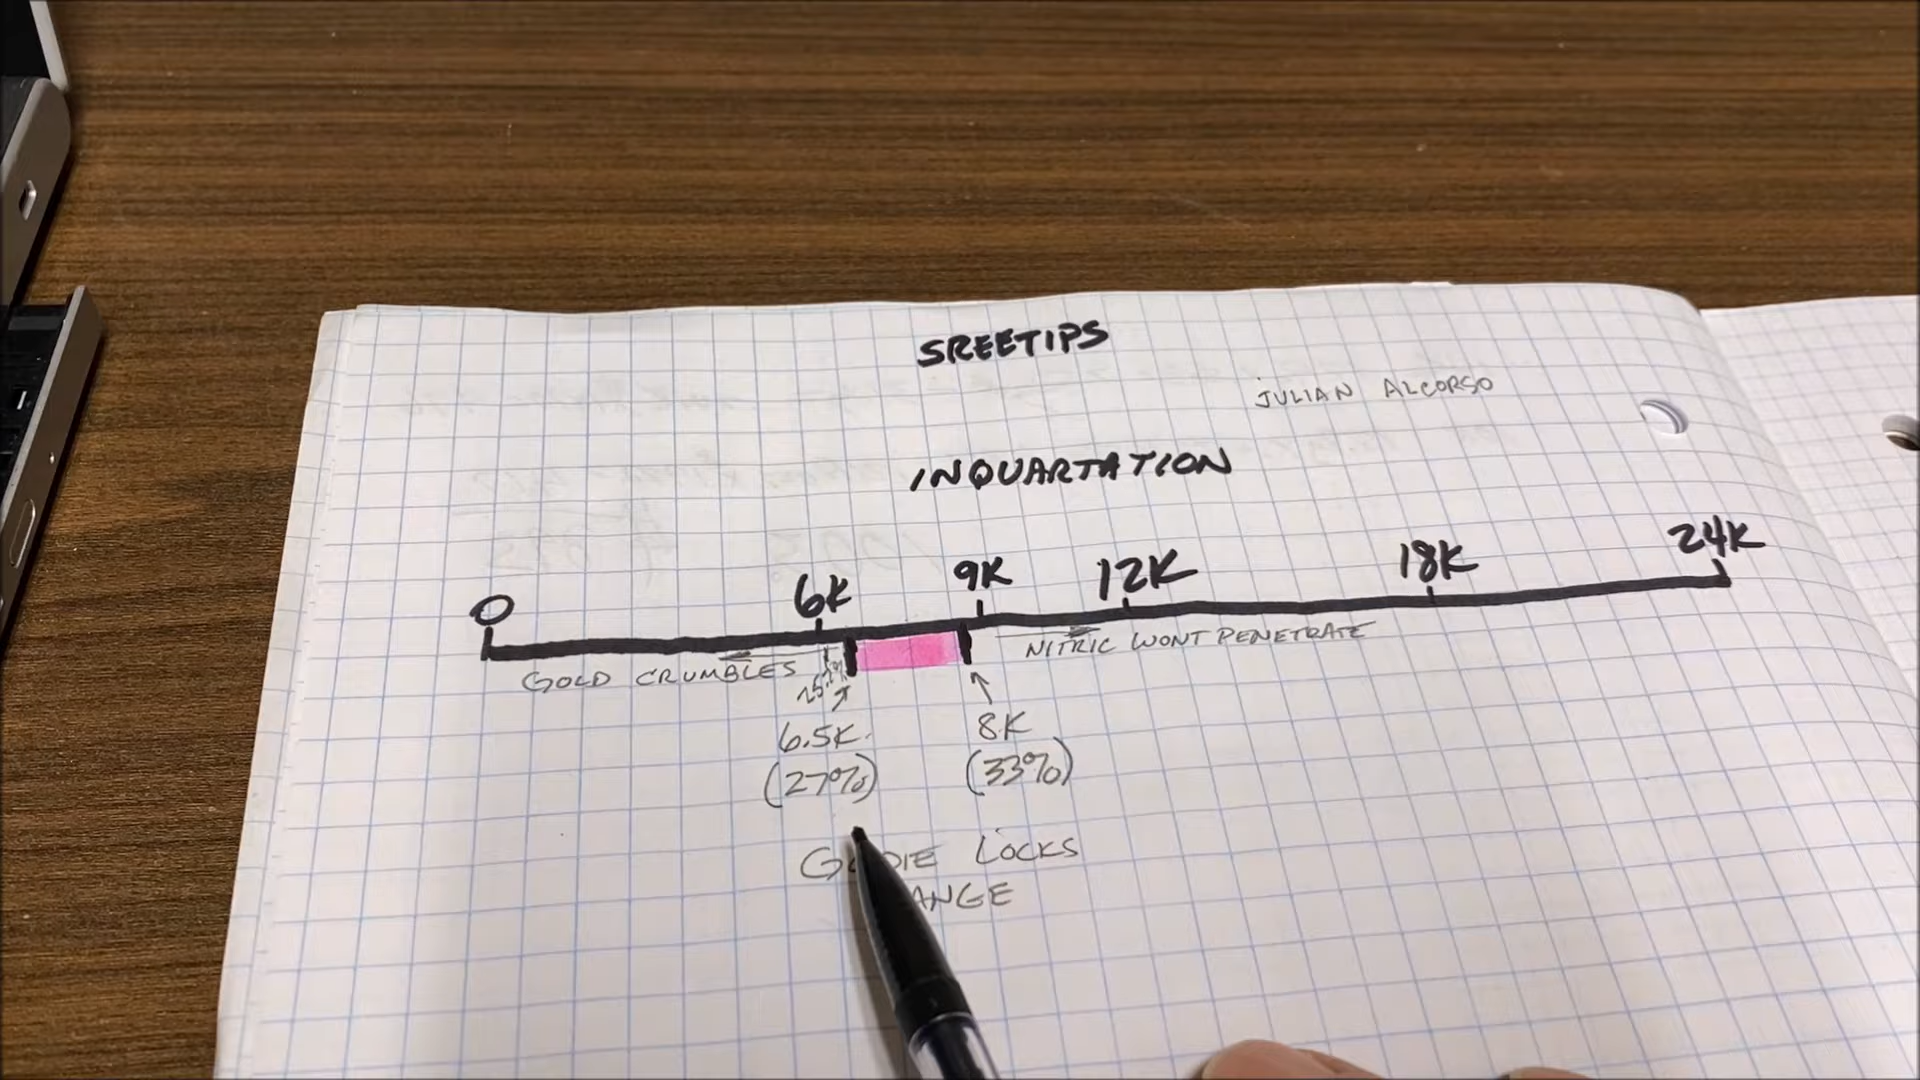 SREETIPS
JULIAN ALCORSO
INQUARTATION
0 6K 9K 12K 18K 24K
GOLD CRUMBLES NITRIC WONT PENETRATE
6.5K 8K
(27%) (33%)
LOCKS